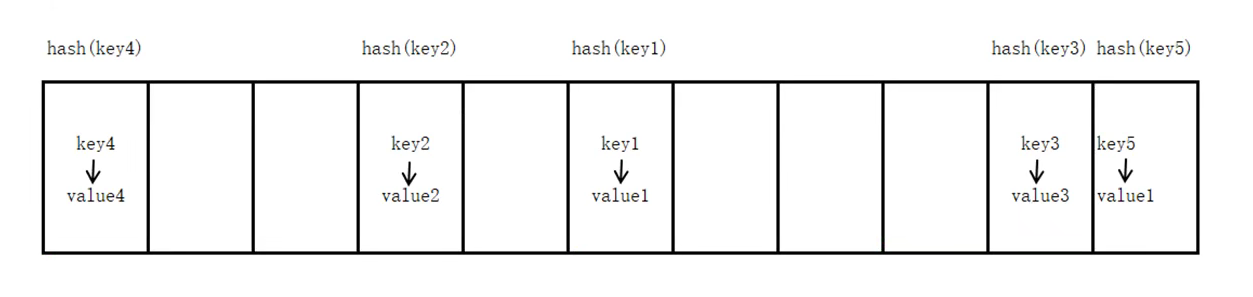 hash(key4) hash(key2) hash(key1) hash(key3) hash(key5)
key4 key2 key1 key3 key5
value4 value2 value1 value3 value1